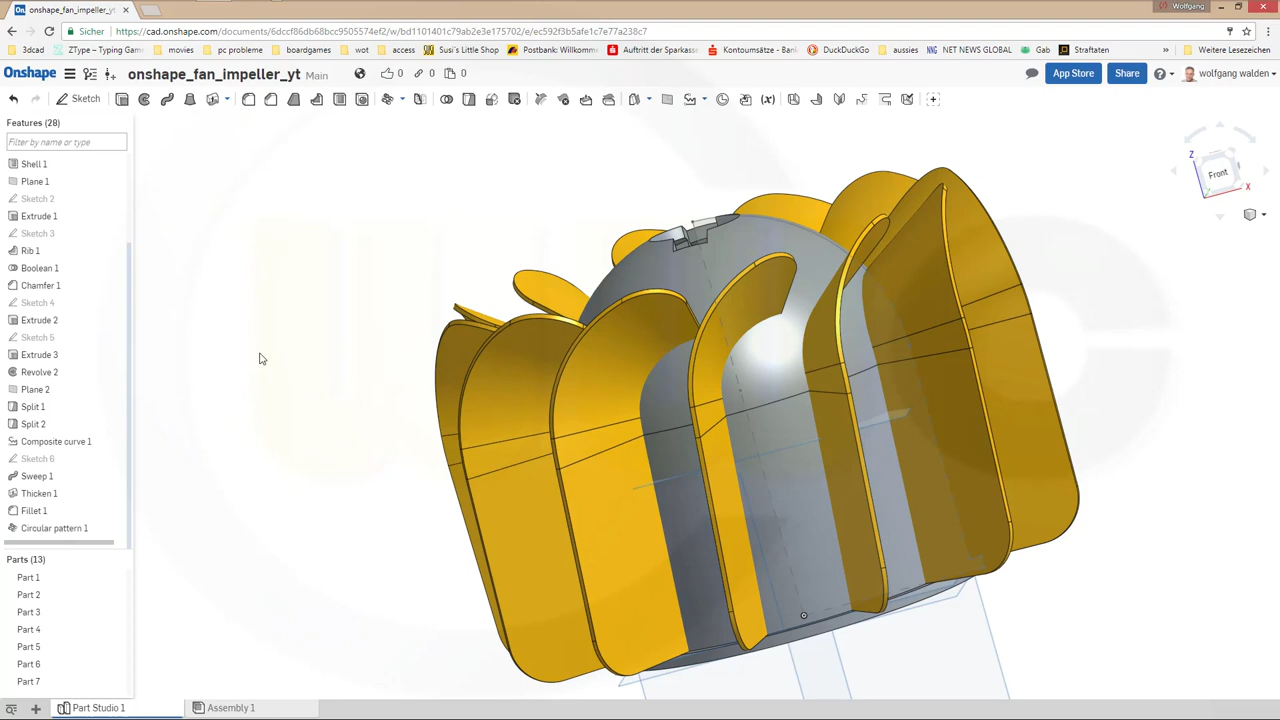 onshape_fan_impeller_yt
Wolfgang
Sicher https://cad.onshape.com/documents/6dccf86db68bcc9505574ef2/w/bd1101401c79ab2e3e175702/e/ec592f3b5afe1c7e77a238c7
3dcad ZType – Typing Game movies pc probleme boardgames wot access Susi's Little Shop Postbank: Willkomme Auftritt der Sparkasse Kontoumsätze - Bank DuckDuckGo aussies NET NEWS GLOBAL Gab Straftaten » Weitere Lesezeichen
Onshape onshape_fan_impeller_yt Main 0 0 0 App Store Share wolfgang walden
Sketch
Features (28)
Filter by name or type
Shell 1
Plane 1
Sketch 2
Extrude 1
Sketch 3
Rib 1
Boolean 1
Chamfer 1
Sketch 4
Extrude 2
Sketch 5
Extrude 3
Revolve 2
Plane 2
Split 1
Split 2
Composite curve 1
Sketch 6
Sweep 1
Thicken 1
Fillet 1
Circular pattern 1
Parts (13)
Part 1
Part 2
Part 3
Part 4
Part 5
Part 6
Part 7
Z
Front
X
Part Studio 1 Assembly 1